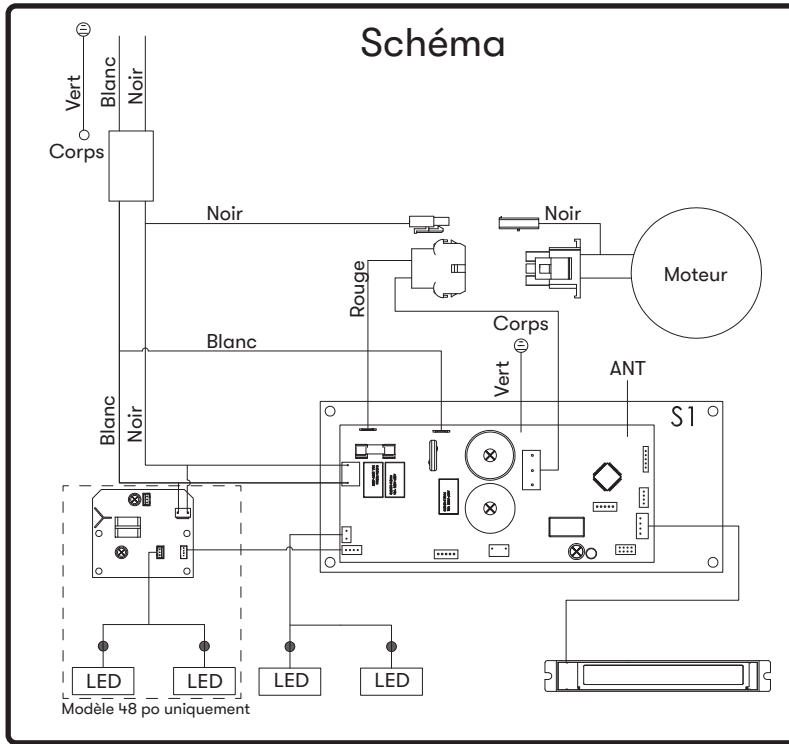 Schéma
Vert
Blanc
Noir
Corps
Noir
Noir
Moteur
Rouge
Corps
Blanc
Vert
ANT
Blanc
Noir
S1
LED
LED
LED
LED
Modèle 48 po uniquement